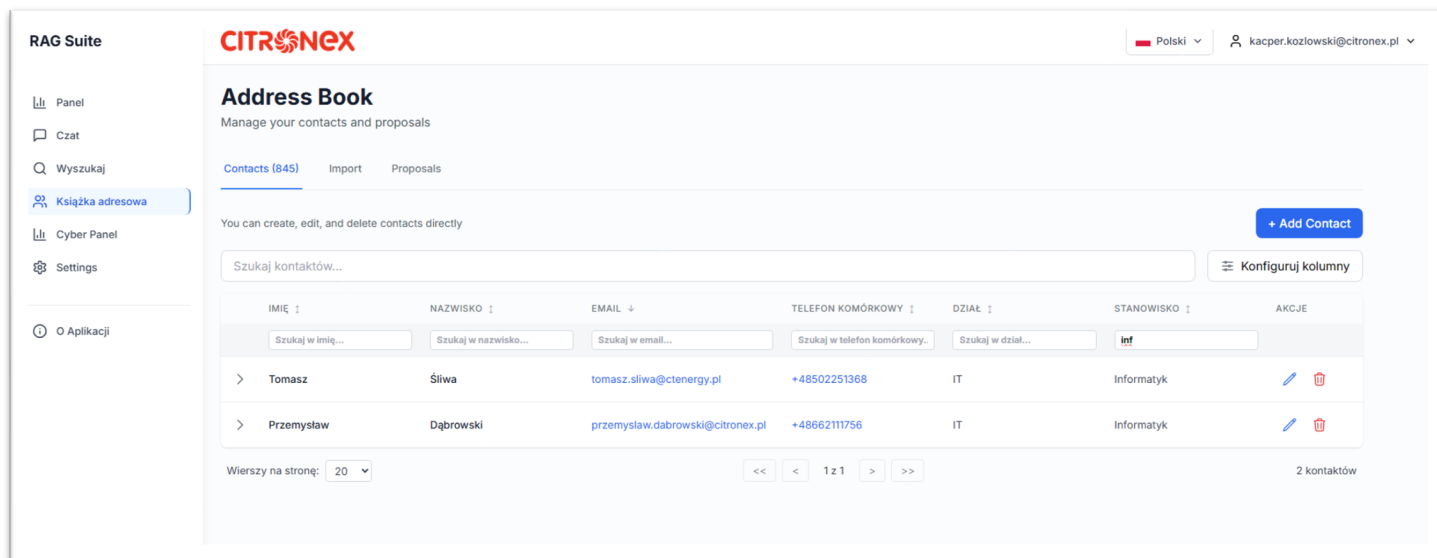 RAG Suite
CITRONEX
Polski
kacper.kozlowski@citronex.pl
Panel
Czat
Wyszukaj
Książka adresowa
Cyber Panel
Settings
O Aplikacji
Address Book
Manage your contacts and proposals
Contacts (845) Import Proposals
You can create, edit, and delete contacts directly
+ Add Contact
Szukaj kontaktów...
Konfiguruj kolumny
IMIĘ NAZWISKO EMAIL TELEFON KOMÓRKOWY DZIAŁ STANOWISKO AKCJE
Szukaj w imię... Szukaj w nazwisko... Szukaj w email... Szukaj w telefon komórkowy.. Szukaj w dział... inf
Tomasz Śliwa tomasz.sliwa@ctenergy.pl +48502251368 IT Informatyk
Przemysław Dąbrowski przemyslaw.dabrowski@citronex.pl +48662111756 IT Informatyk
Wierszy na stronę: 20 << < 1 z 1 > >> 2 kontaktów